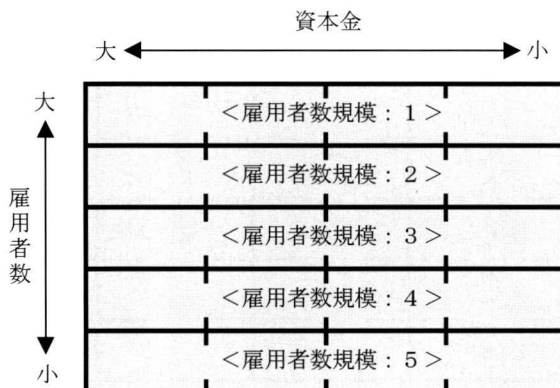 資本金
大 小
大
<雇用者数規模：1>
<雇用者数規模：2>
<雇用者数規模：3>
<雇用者数規模：4>
<雇用者数規模：5>
雇用者数
小